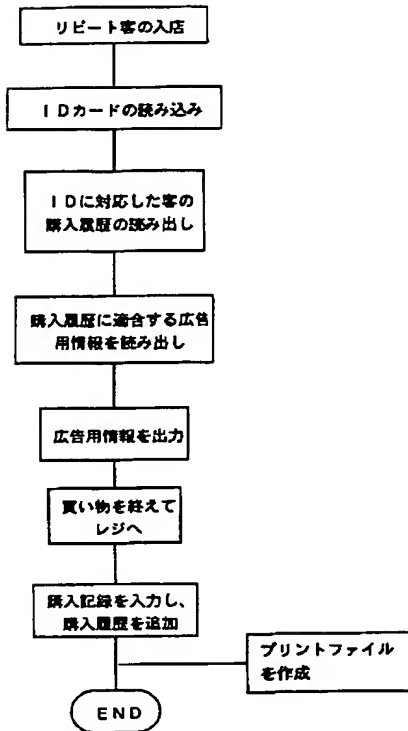 リピート客の入店
IDカードの読み込み
IDに対応した客の
購入履歴の読み出し
購入履歴に適合する広告
用情報を読み出し
広告用情報を出力
買い物を終えて
レジへ
購入記録を入力し、
購入履歴を追加
プリントファイル
を作成
END